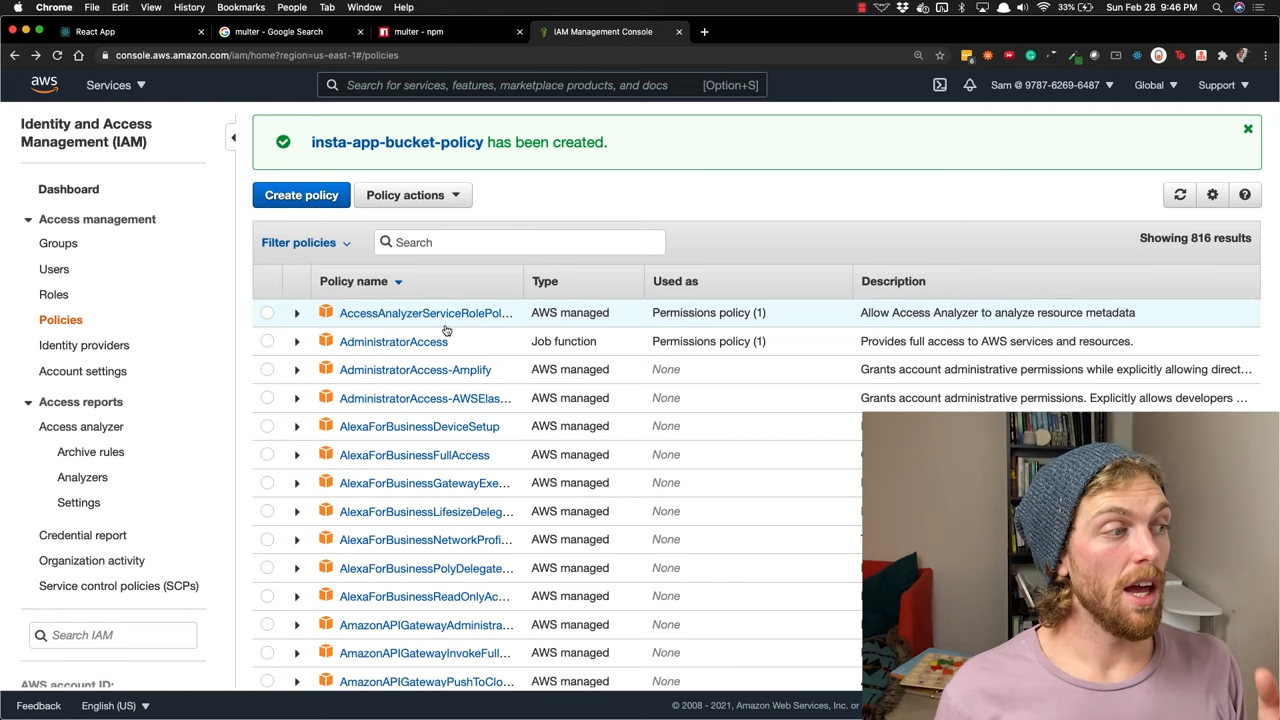 Chrome File Edit View History Bookmarks People Tab Window Help
33% Sun Feb 28 9:46 PM
React App
multer - Google Search
multer - npm
IAM Management Console
console.aws.amazon.com/iam/home?region=us-east-1#/policies
aws
Services
Search for services, features, marketplace products, and docs [Option+S]
Sam @ 9787-6269-6487
Global
Support
Identity and Access
Management (IAM)
Dashboard
Access management
Groups
Users
Roles
Policies
Identity providers
Account settings
Access reports
Access analyzer
Archive rules
Analyzers
Settings
Credential report
Organization activity
Service control policies (SCPs)
Search IAM
AWS account ID:
insta-app-bucket-policy has been created.
Create policy
Policy actions
Filter policies
Search
Showing 816 results
Policy name Type Used as Description
AccessAnalyzerServiceRolePol... AWS managed Permissions policy (1) Allow Access Analyzer to analyze resource metadata
AdministratorAccess Job function Permissions policy (1) Provides full access to AWS services and resources.
AdministratorAccess-Amplify AWS managed None Grants account administrative permissions while explicitly allowing direct...
AdministratorAccess-AWSElas... AWS managed None Grants account administrative permissions. Explicitly allows developers ...
AlexaForBusinessDeviceSetup AWS managed None
AlexaForBusinessFullAccess AWS managed None
AlexaForBusinessGatewayExe... AWS managed None
AlexaForBusinessLifesizeDeleg... AWS managed None
AlexaForBusinessNetworkProfi... AWS managed None
AlexaForBusinessPolyDelegate... AWS managed None
AlexaForBusinessReadOnlyAc... AWS managed None
AmazonAPIGatewayAdministra... AWS managed None
AmazonAPIGatewayInvokeFull... AWS managed None
AmazonAPIGatewayPushToClo... AWS managed None
Feedback
English (US)
© 2008 - 2021, Amazon Web Services, Inc. or